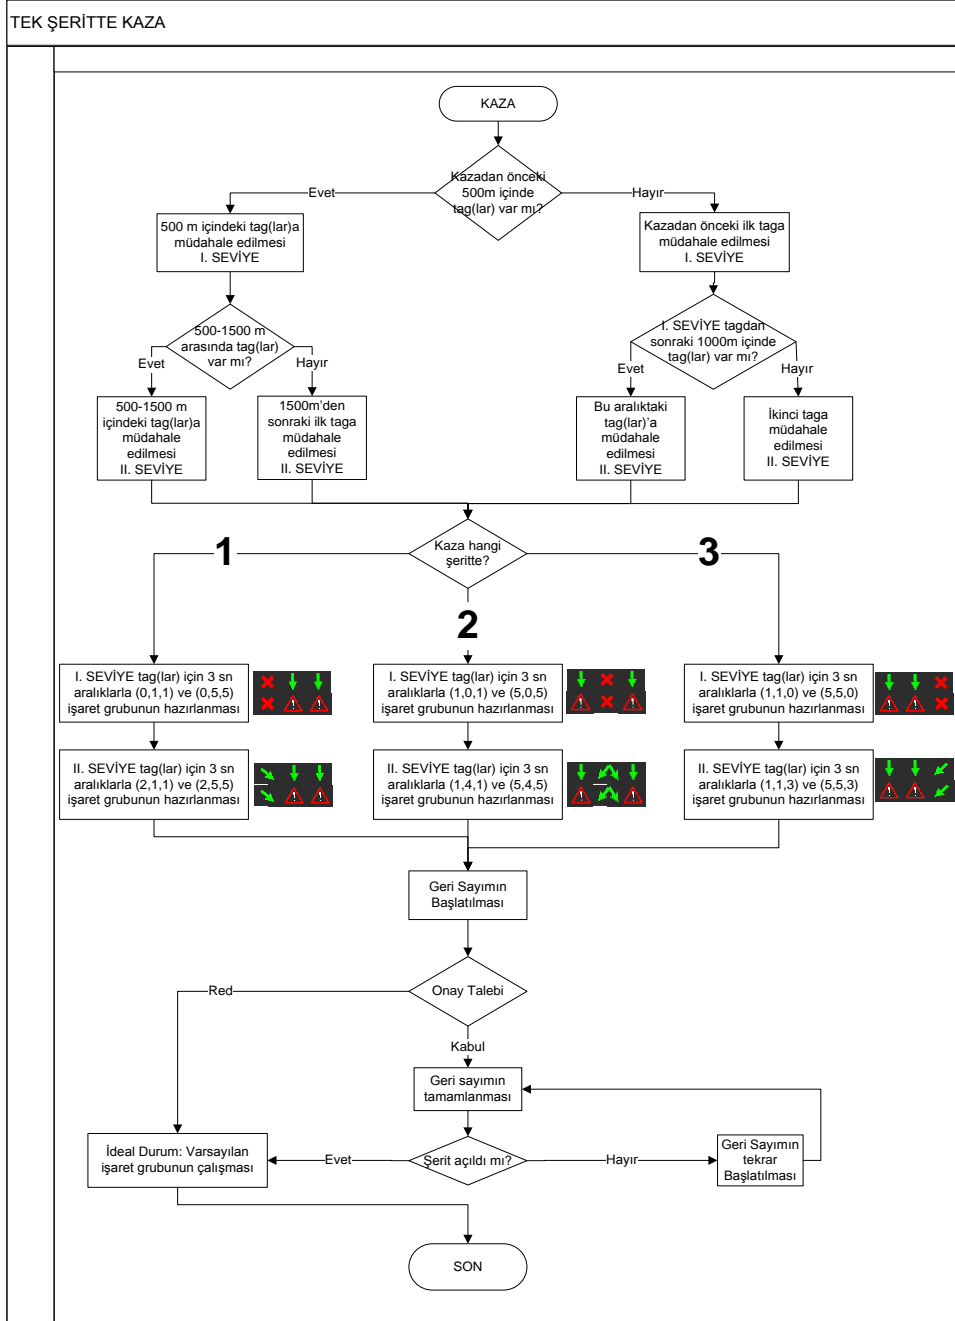 TEK ŞERİTTE KAZA
KAZA
Kazadan önceki
500m içinde
tag(lar) var mı?
Evet
Hayır
500 m içindeki tag(lar)a
müdahale edilmesi
I. SEVİYE
Kazadan önceki ilk taga
müdahale edilmesi
I. SEVİYE
500-1500 m
arasında tag(lar)
var mı?
I. SEVİYE tagdan
sonraki 1000m içinde
tag(lar) var mı?
Evet
Hayır
Evet
Hayır
500-1500 m
içindeki tag(lar)a
müdahale
edilmesi
II. SEVİYE
1500m'den
sonraki ilk taga
müdahale
edilmesi
II. SEVİYE
Bu aralıktaki
tag(lar)'a
müdahale
edilmesi
II. SEVİYE
İkinci taga
müdahale
edilmesi
II. SEVİYE
Kaza hangi
şeritte?
1
3
2
I. SEVİYE tag(lar) için 3 sn
aralıklarla (0,1,1) ve (0,5,5)
işaret grubunun hazırlanması
I. SEVİYE tag(lar) için 3 sn
aralıklarla (1,0,1) ve (5,0,5)
işaret grubunun hazırlanması
I. SEVİYE tag(lar) için 3 sn
aralıklarla (1,1,0) ve (5,5,0)
işaret grubunun hazırlanması
II. SEVİYE tag(lar) için 3 sn
aralıklarla (2,1,1) ve (2,5,5)
işaret grubunun hazırlanması
II. SEVİYE tag(lar) için 3 sn
aralıklarla (1,4,1) ve (5,4,5)
işaret grubunun hazırlanması
II. SEVİYE tag(lar) için 3 sn
aralıklarla (1,1,3) ve (5,5,3)
işaret grubunun hazırlanması
Geri Sayımın
Başlatılması
Onay Talebi
Red
Kabul
Geri sayımın
tamamlanması
İdeal Durum: Varsayılan
işaret grubunun çalışması
Evet
Şerit açıldı mı?
Hayır
Geri Sayımın
tekrar
Başlatılması
SON